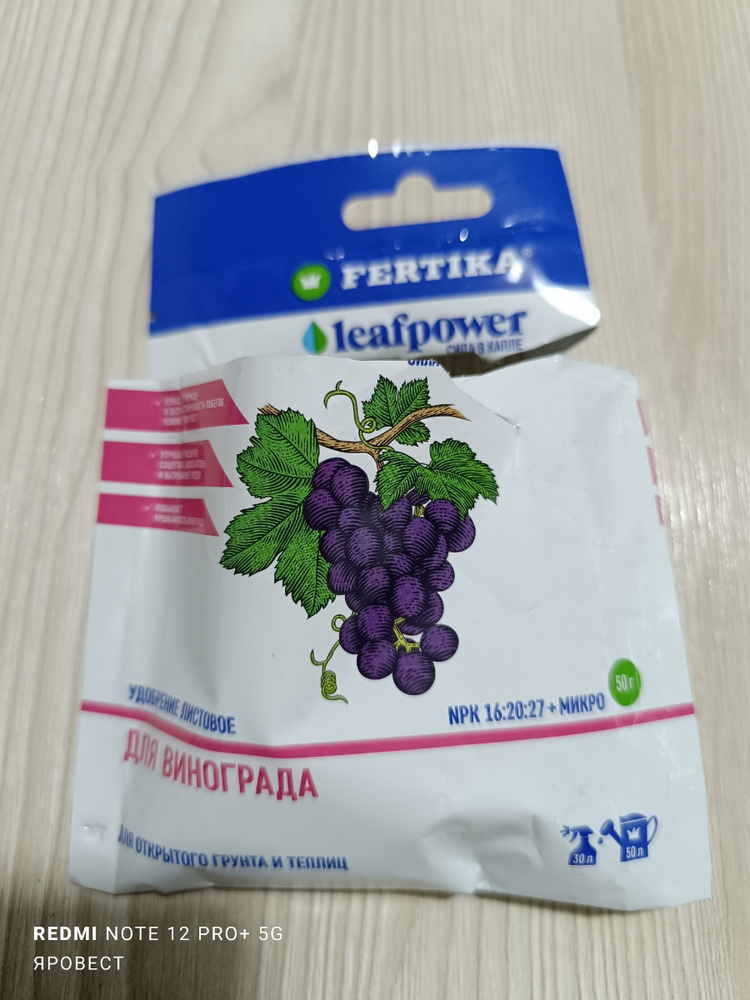 FERTIKA
leafpower
СИЛА В КАПЛЕ
УДОБРЕНИЕ ЛИСТОВОЕ
NPK 16:20:27 + МИКРО
50 г
ДЛЯ ВИНОГРАДА
ДЛЯ ОТКРЫТОГО ГРУНТА И ТЕПЛИЦ
30 л
50 л
REDMI NOTE 12 PRO+ 5G
ЯРОВЕСТ